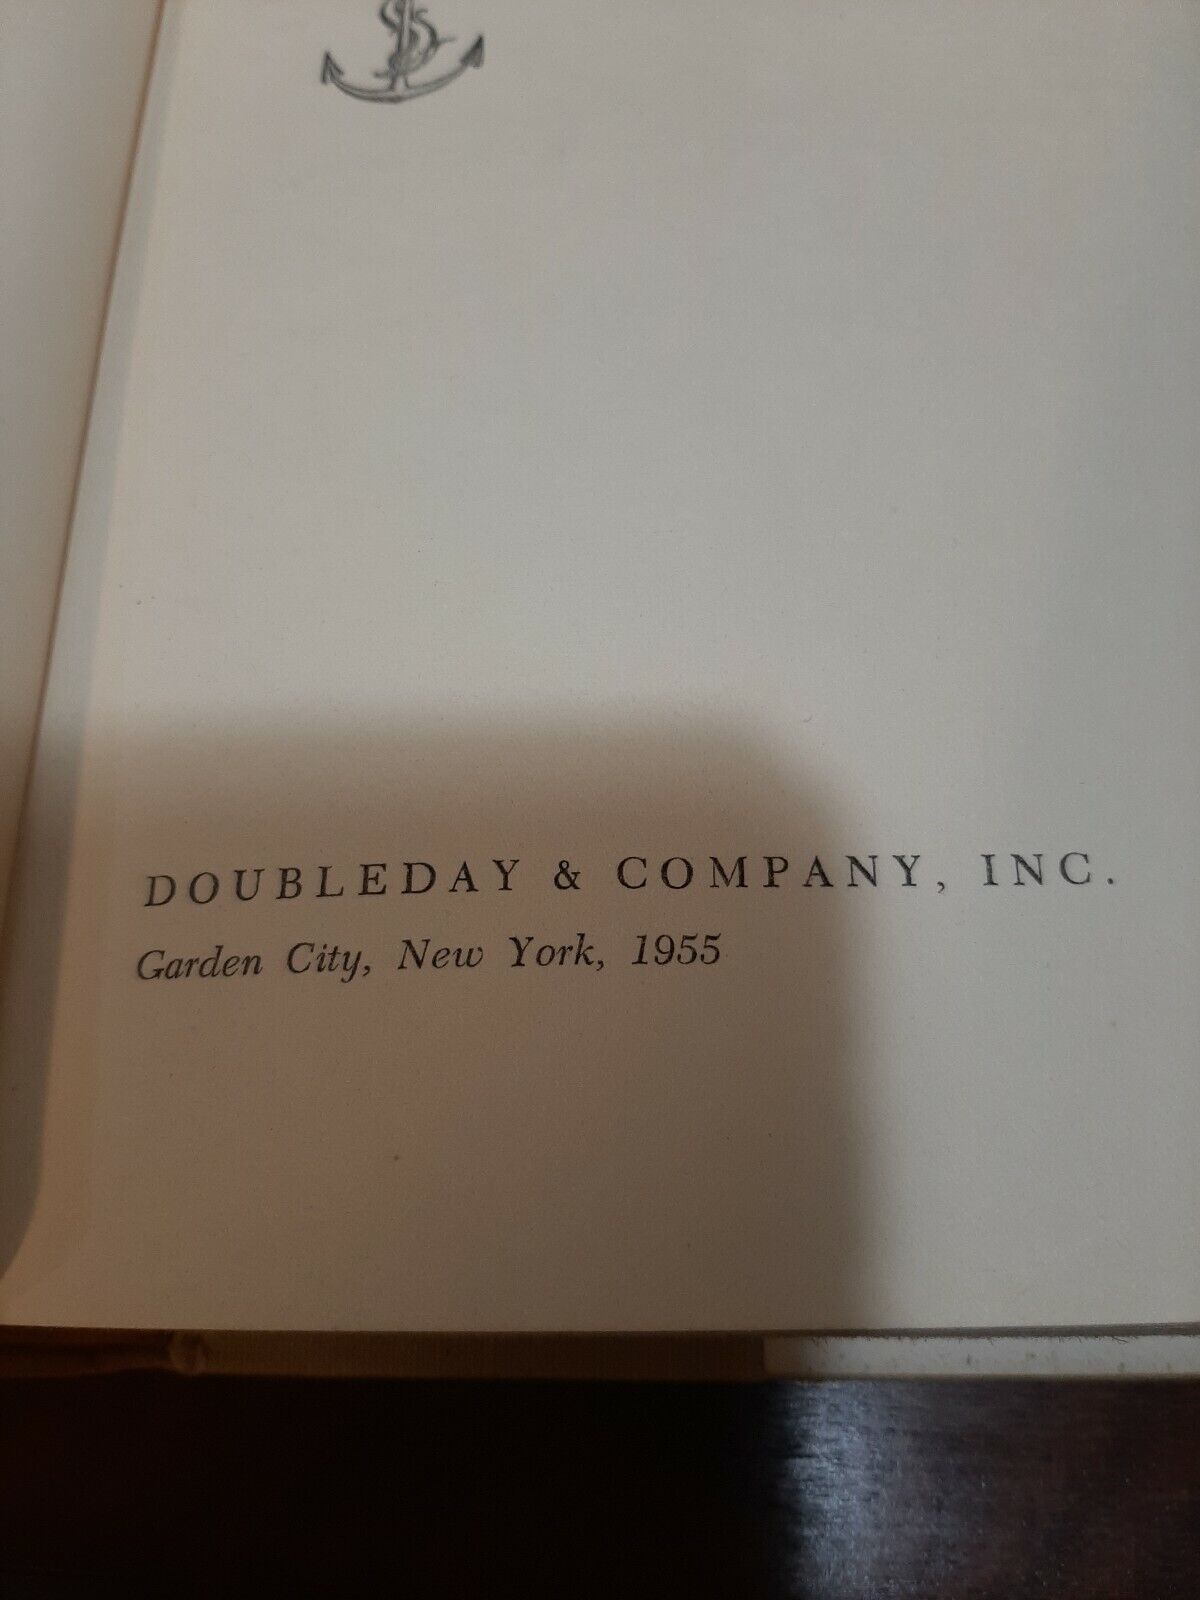 DOUBLEDAY & COMPANY, INC.
Garden City, New York, 1955